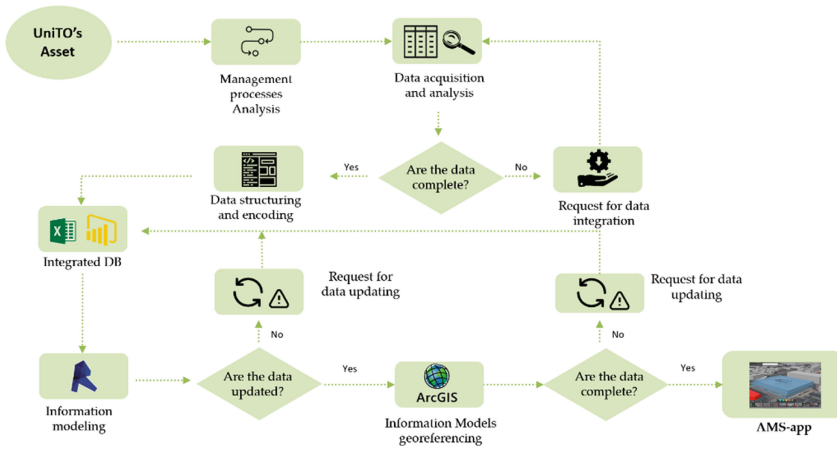 UniTO's
Asset
Management
processes
Analysis
Data acquisition
and analysis
Are the data
complete?
Yes
No
Data structuring
and encoding
Request for data
integration
Integrated DB
Request for
data updating
Request for data
updating
No
No
Information
modeling
Are the data
updated?
Yes
ArcGIS
Information Models
georeferencing
Are the data
complete?
Yes
AMS-app